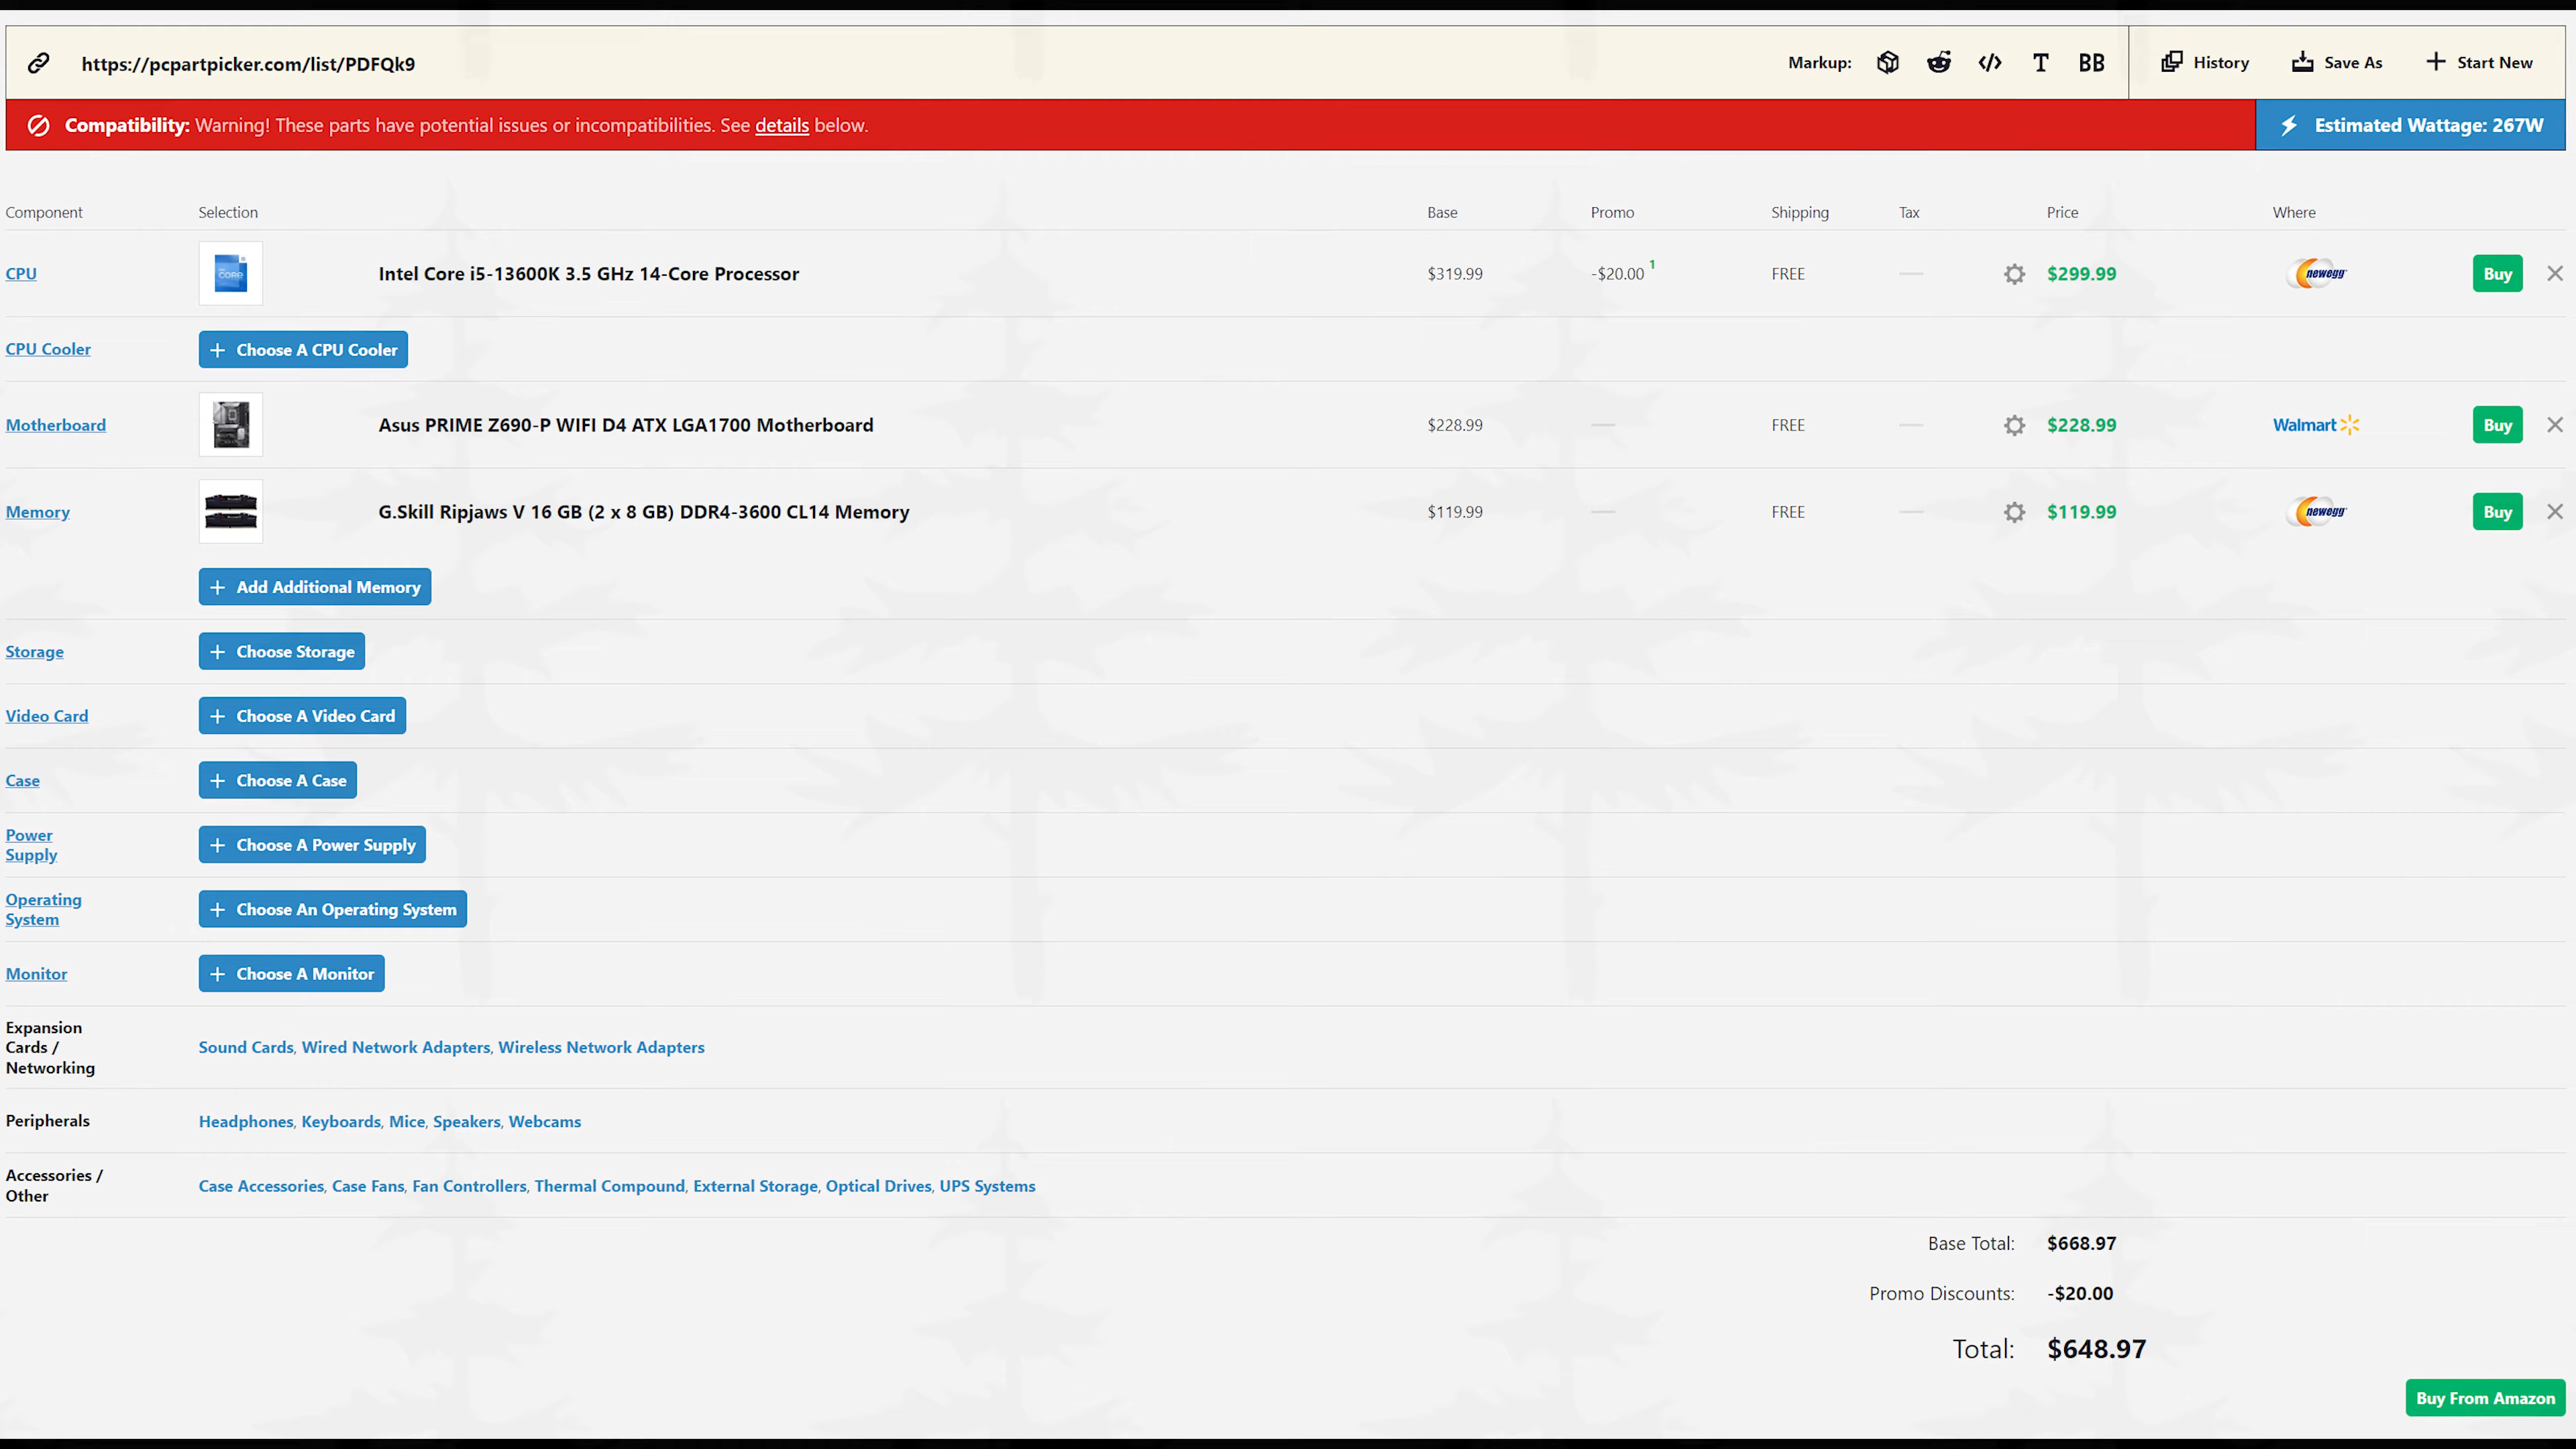 https://pcpartpicker.com/list/PDFQk9 Markup: </> T BB History Save As Start New
Compatibility: Warning! These parts have potential issues or incompatibilities. See details below. Estimated Wattage: 267W
Component Selection Base Promo Shipping Tax Price Where
CPU CORE Intel Core i5-13600K 3.5 GHz 14-Core Processor $319.99 -$20.00 1 FREE — $299.99 newegg Buy
CPU Cooler + Choose A CPU Cooler
Motherboard Asus PRIME Z690-P WIFI D4 ATX LGA1700 Motherboard $228.99 — FREE — $228.99 Walmart Buy
Memory G.Skill Ripjaws V 16 GB (2 x 8 GB) DDR4-3600 CL14 Memory $119.99 — FREE — $119.99 newegg Buy
+ Add Additional Memory
Storage + Choose Storage
Video Card + Choose A Video Card
Case + Choose A Case
Power
Supply + Choose A Power Supply
Operating
System + Choose An Operating System
Monitor + Choose A Monitor
Expansion
Cards / Sound Cards, Wired Network Adapters, Wireless Network Adapters
Networking
Peripherals Headphones, Keyboards, Mice, Speakers, Webcams
Accessories /
Other Case Accessories, Case Fans, Fan Controllers, Thermal Compound, External Storage, Optical Drives, UPS Systems
Base Total: $668.97
Promo Discounts: -$20.00
Total: $648.97
Buy From Amazon